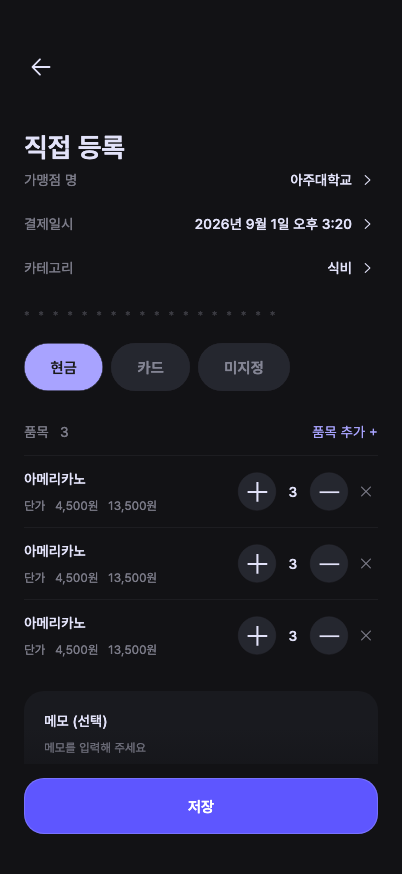 직접 등록
가맹점 명 아주대학교
결제일시 2026년 9월 1일 오후 3:20
카테고리 식비
현금 카드 미지정
품목 3 품목 추가 +
아메리카노
단가 4,500원 13,500원 3
아메리카노
단가 4,500원 13,500원 3
아메리카노
단가 4,500원 13,500원 3
메모 (선택)
메모를 입력해 주세요
저장